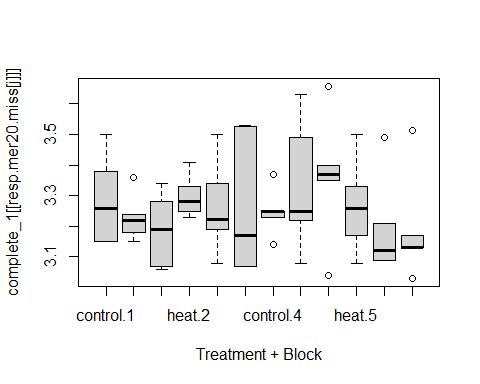 complete_1[[resp.mer20.miss[j]]]
3.5
3.3
3.1
control.1 heat.2 control.4 heat.5
Treatment + Block